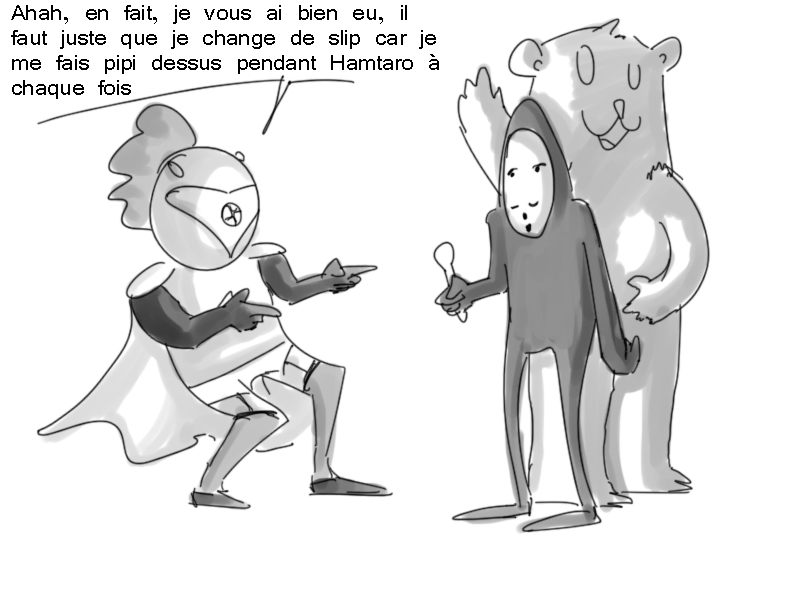 Ahah, en fait, je vous ai bien eu, il
faut juste que je change de slip car je
me fais pipi dessus pendant Hamtaro à
chaque fois